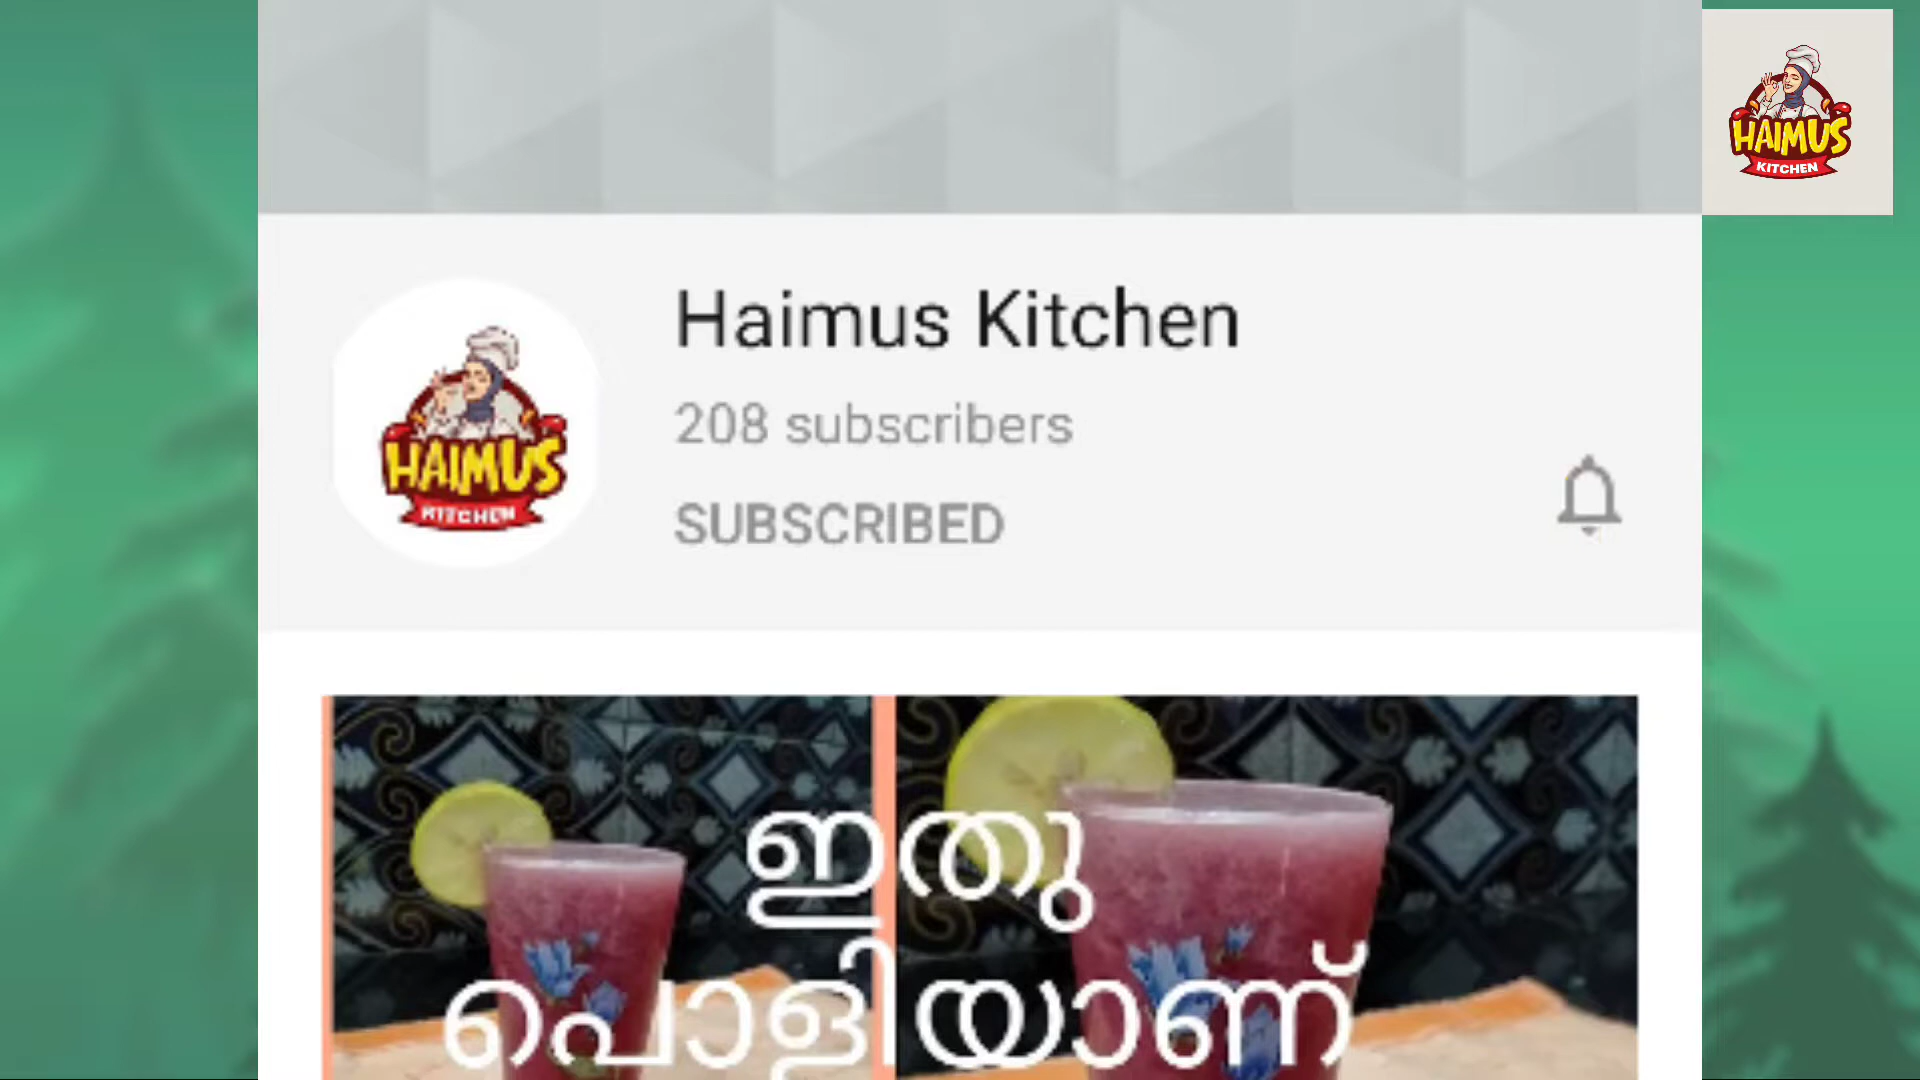 HAIMUS
KITCHEN
Haimus Kitchen
208 subscribers
SUBSCRIBED
HAIMUS
KITCHEN
ഇതു
പൊളിയാണ്